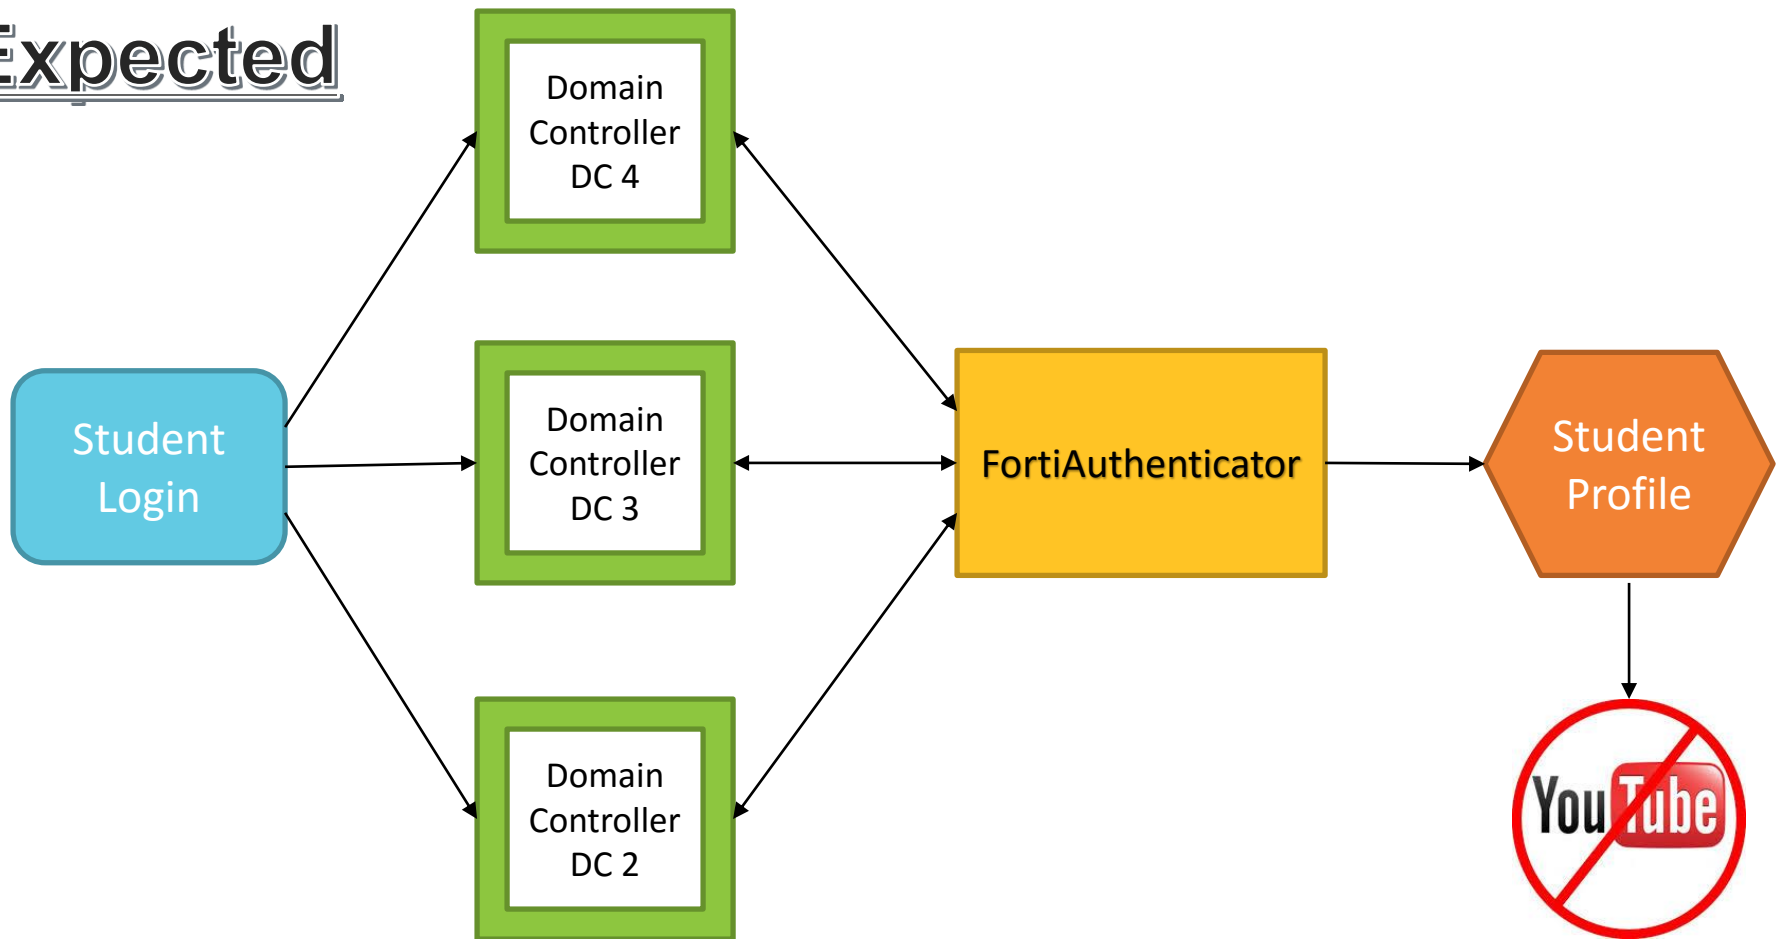 Expected
Domain
Controller
DC 4
Student
Login
Domain
Controller
DC 3
FortiAuthenticator
Student
Profile
Domain
Controller
DC 2
YouTube